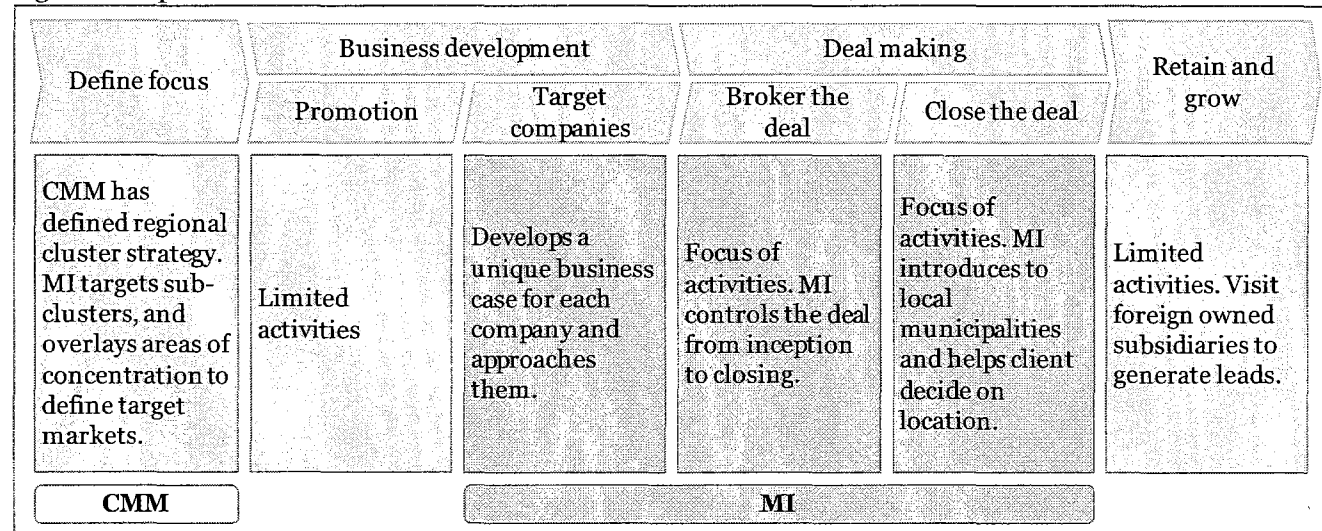 Business development
Deal making
Define focus
Retain and
grow
Promotion
Target
companies
Broker the
deal
Close the deal
CMM has
defined regional
cluster strategy.
MI targets sub-
clusters, and
overlays areas of
concentration to
define target
markets.
Limited
activities
Develops a
unique business
case for each
company and
approaches
them.
Focus of
activities. MI
controls the deal
from inception
to closing.
Focus of
activities. MI
introduces to
local
municipalities
and helps client
decide on
location.
Limited
activities. Visit
foreign owned
subsidiaries to
generate leads.
CMM
MI